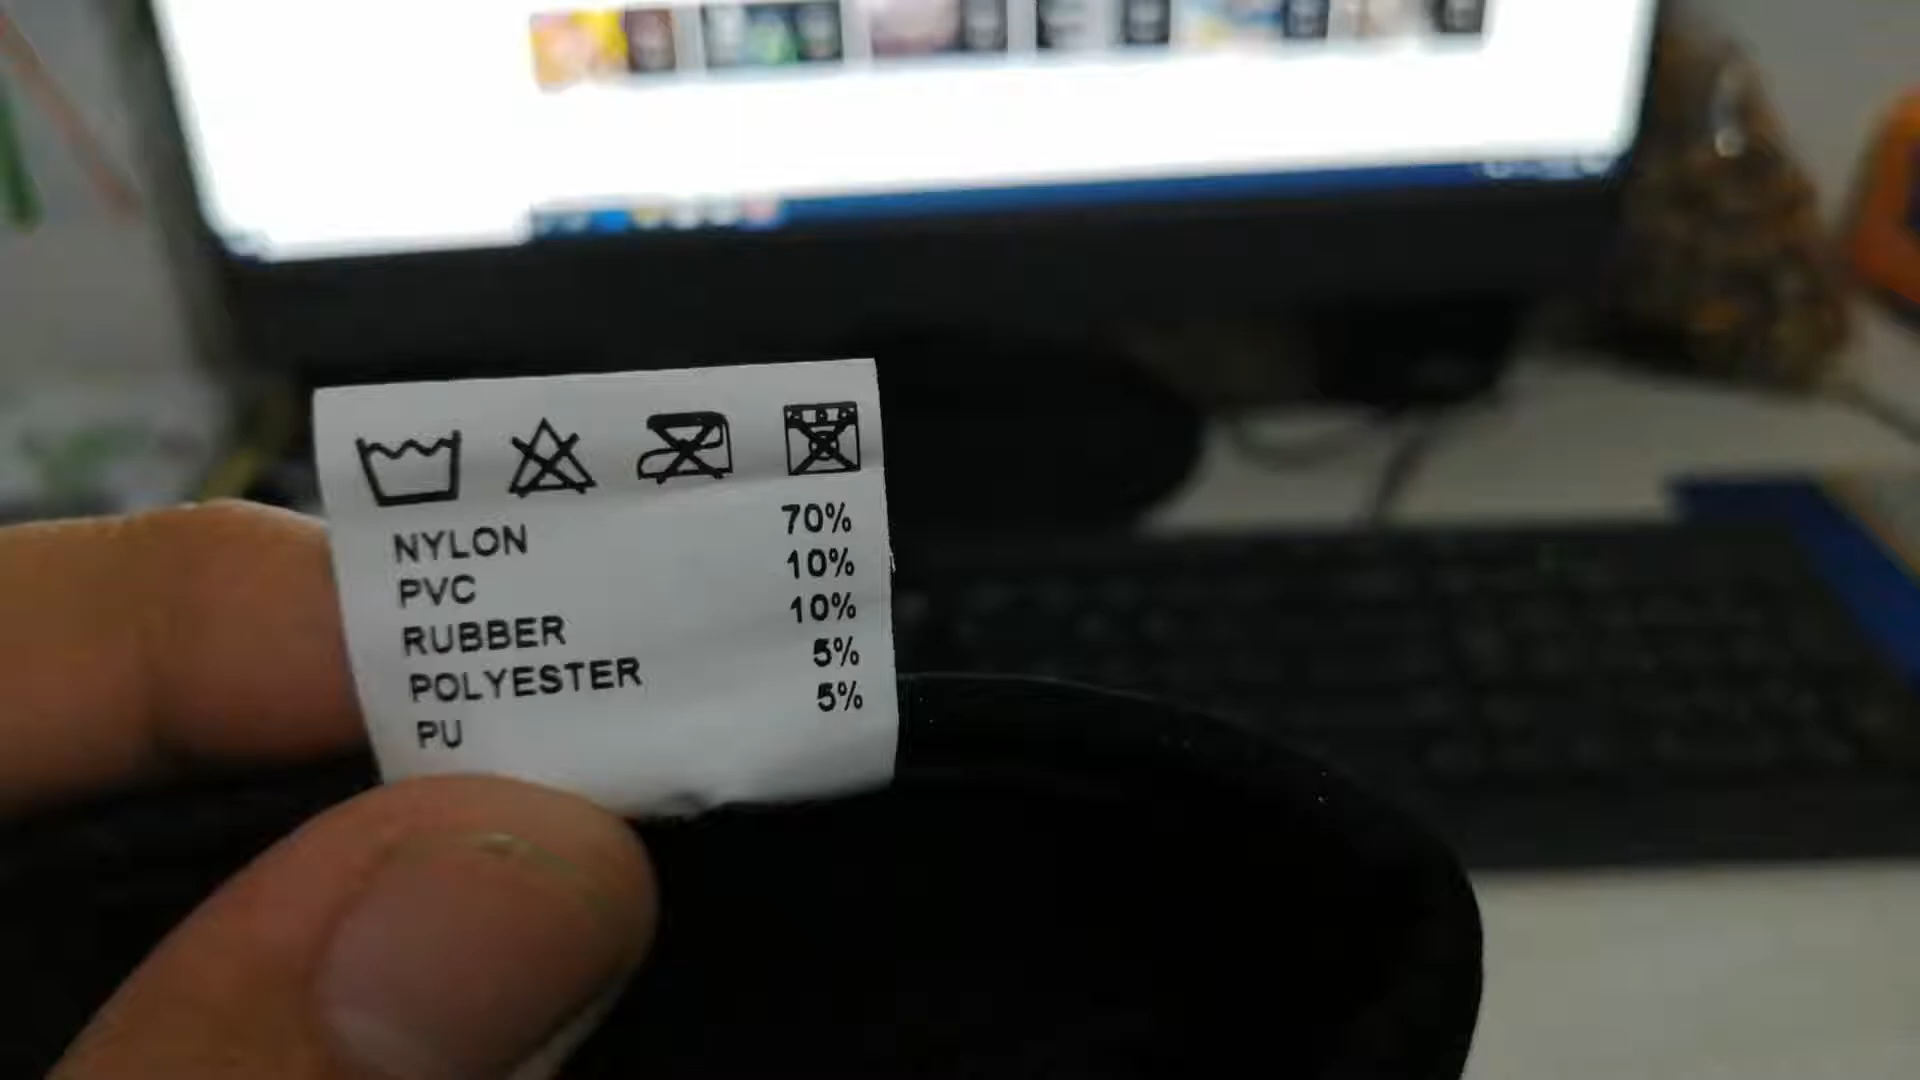 NYLON 70%
PVC 10%
RUBBER 10%
POLYESTER 5%
PU 5%